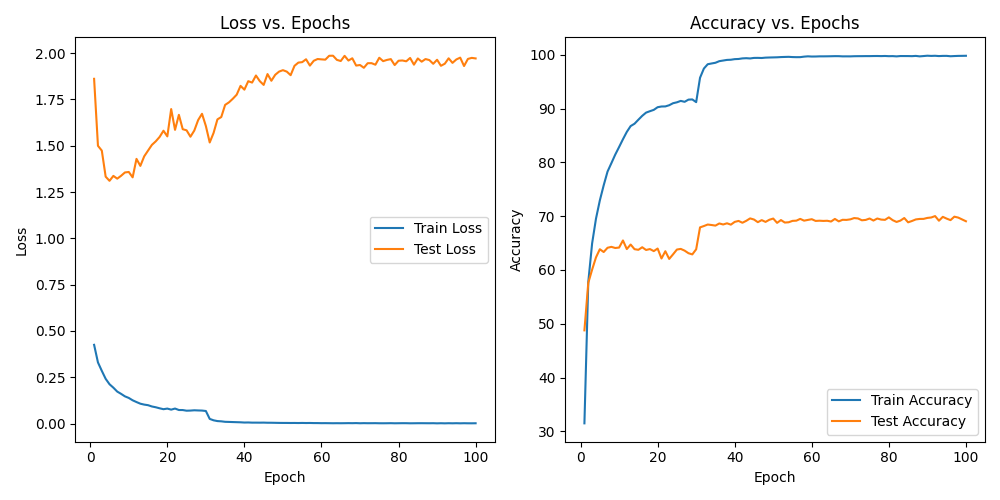 Loss vs. Epochs
2.00
1.75
1.50
1.25
1.00
0.75
0.50
0.25
0.00
Loss
0 20 40 60 80 100
Epoch
Train Loss
Test Loss
Accuracy vs. Epochs
100
90
80
70
60
50
40
30
Accuracy
0 20 40 60 80 100
Epoch
Train Accuracy
Test Accuracy